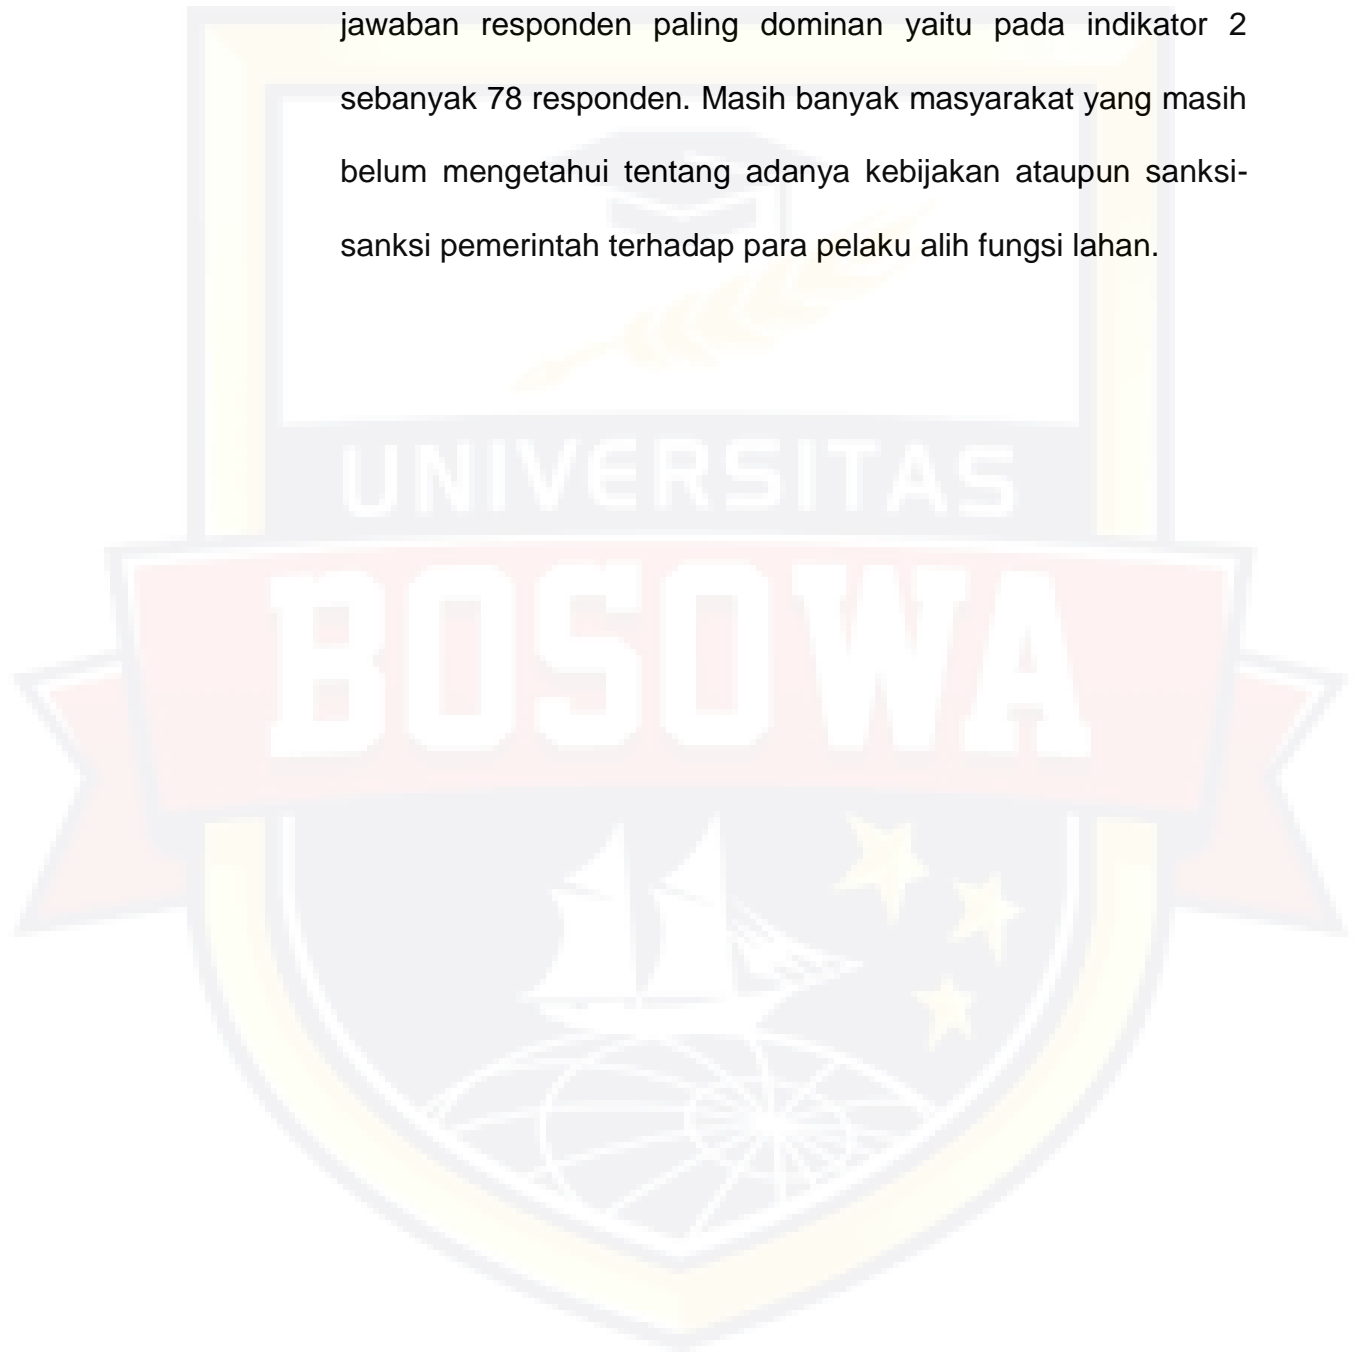 jawaban responden paling dominan yaitu pada indikator 2
sebanyak 78 responden. Masih banyak masyarakat yang masih
belum mengetahui tentang adanya kebijakan ataupun sanksi-
sanksi pemerintah terhadap para pelaku alih fungsi lahan.
UNIVERSITAS
BOSOWA